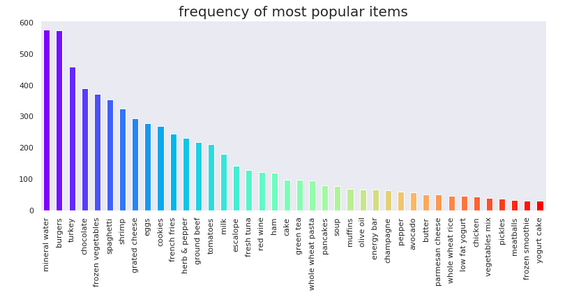 frequency of most popular items
600
500
400
300
200
100
0
mineral water
burgers
turkey
chocolate
frozen vegetables
spaghetti
shrimp
grated cheese
eggs
cookies
french fries
herb & pepper
ground beef
tomatoes
milk
escalope
fresh tuna
red wine
ham
cake
green tea
whole wheat pasta
pancakes
soup
muffins
olive oil
energy bar
champagne
pepper
avocado
butter
parmesan cheese
whole wheat rice
low fat yogurt
chicken
vegetables mix
pickles
meatballs
frozen smoothie
yogurt cake